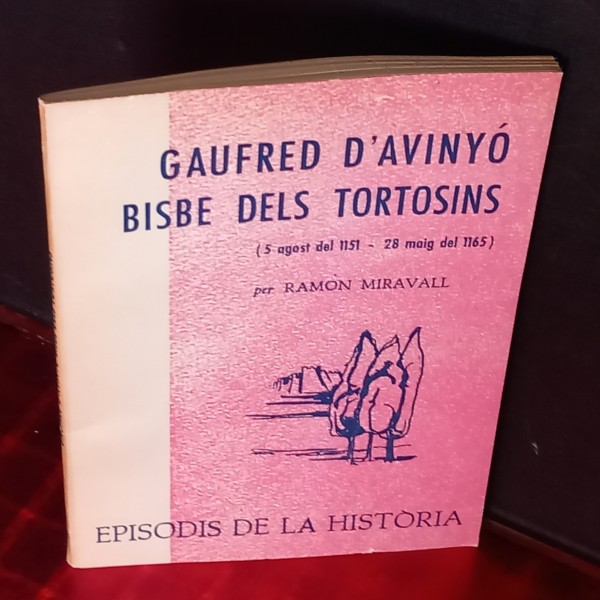 GAUFRED D'AVINYÓ
BISBE DELS TORTOSINS
(5 agost del 1151 - 28 maig del 1165)
per RAMON MIRAVALL
EPISODIS DE LA HISTÒRIA